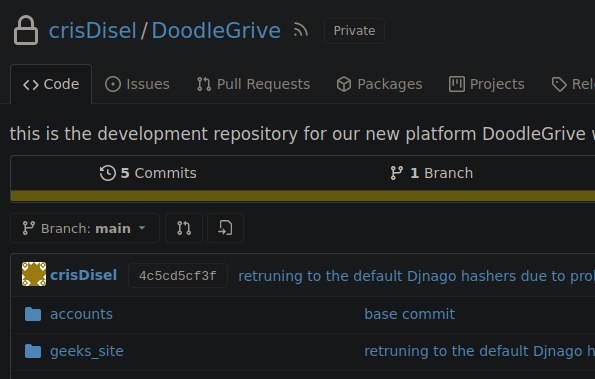 crisDisel/DoodleGrive Private
Code Issues Pull Requests Packages Projects Rel
this is the development repository for our new platform DoodleGrive
5 Commits 1 Branch
Branch: main
crisDisel 4c5cd5cf3f retruning to the default Djnago hashers due to pro
accounts base commit
geeks_site retruning to the default Djnago h